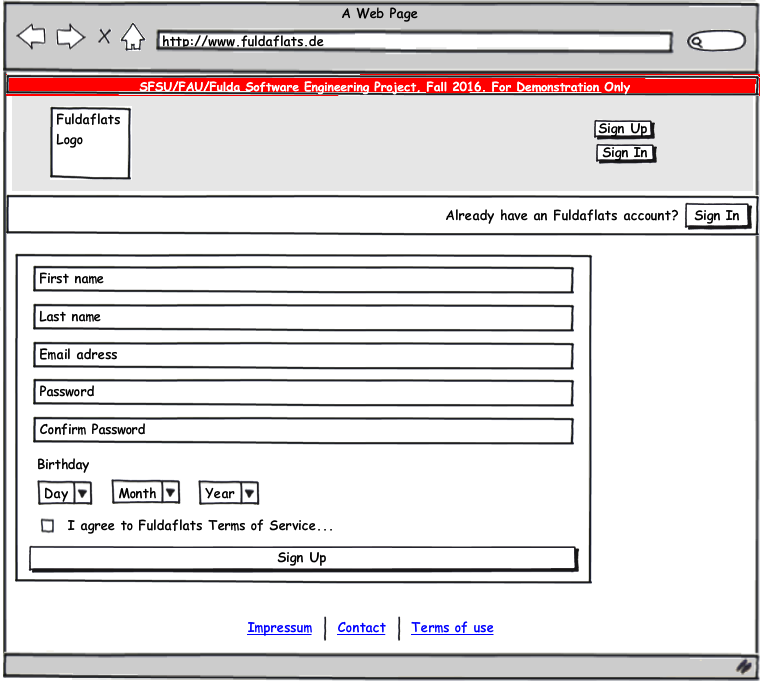 A Web Page
http://www.fuldaflats.de
SFSU/FAU/Fulda Software Engineering Project, Fall 2016. For Demonstration Only
Fuldaflats
Logo
Sign Up
Sign In
Already have an Fuldaflats account? Sign In
First name
Last name
Email adress
Password
Confirm Password
Birthday
Day Month Year
I agree to Fuldaflats Terms of Service...
Sign Up
Impressum Contact Terms of use